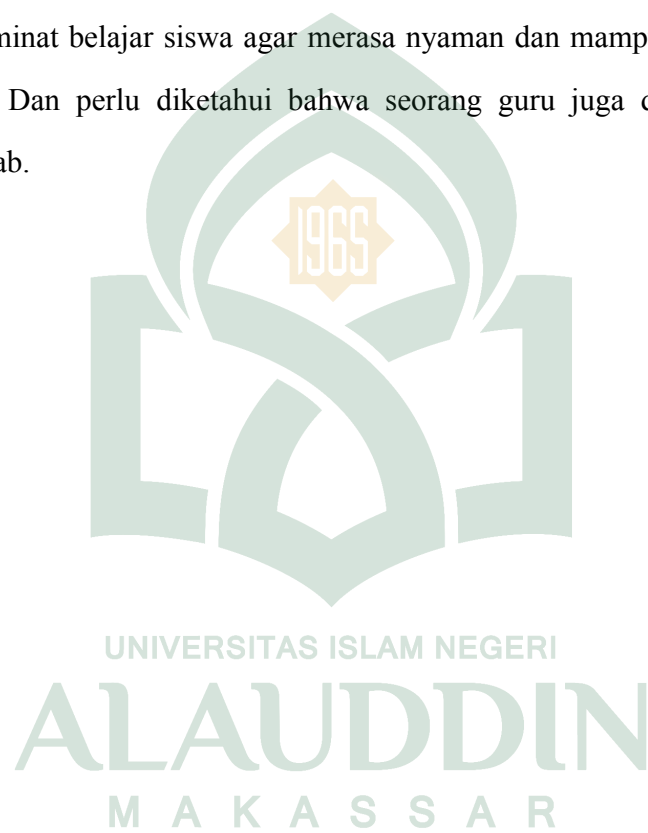 minat belajar siswa agar merasa nyaman dan mamp
Dan perlu diketahui bahwa seorang guru juga
ab.
1965
UNIVERSITAS ISLAM NEGERI
ALAUDDIN
MAKASSAR